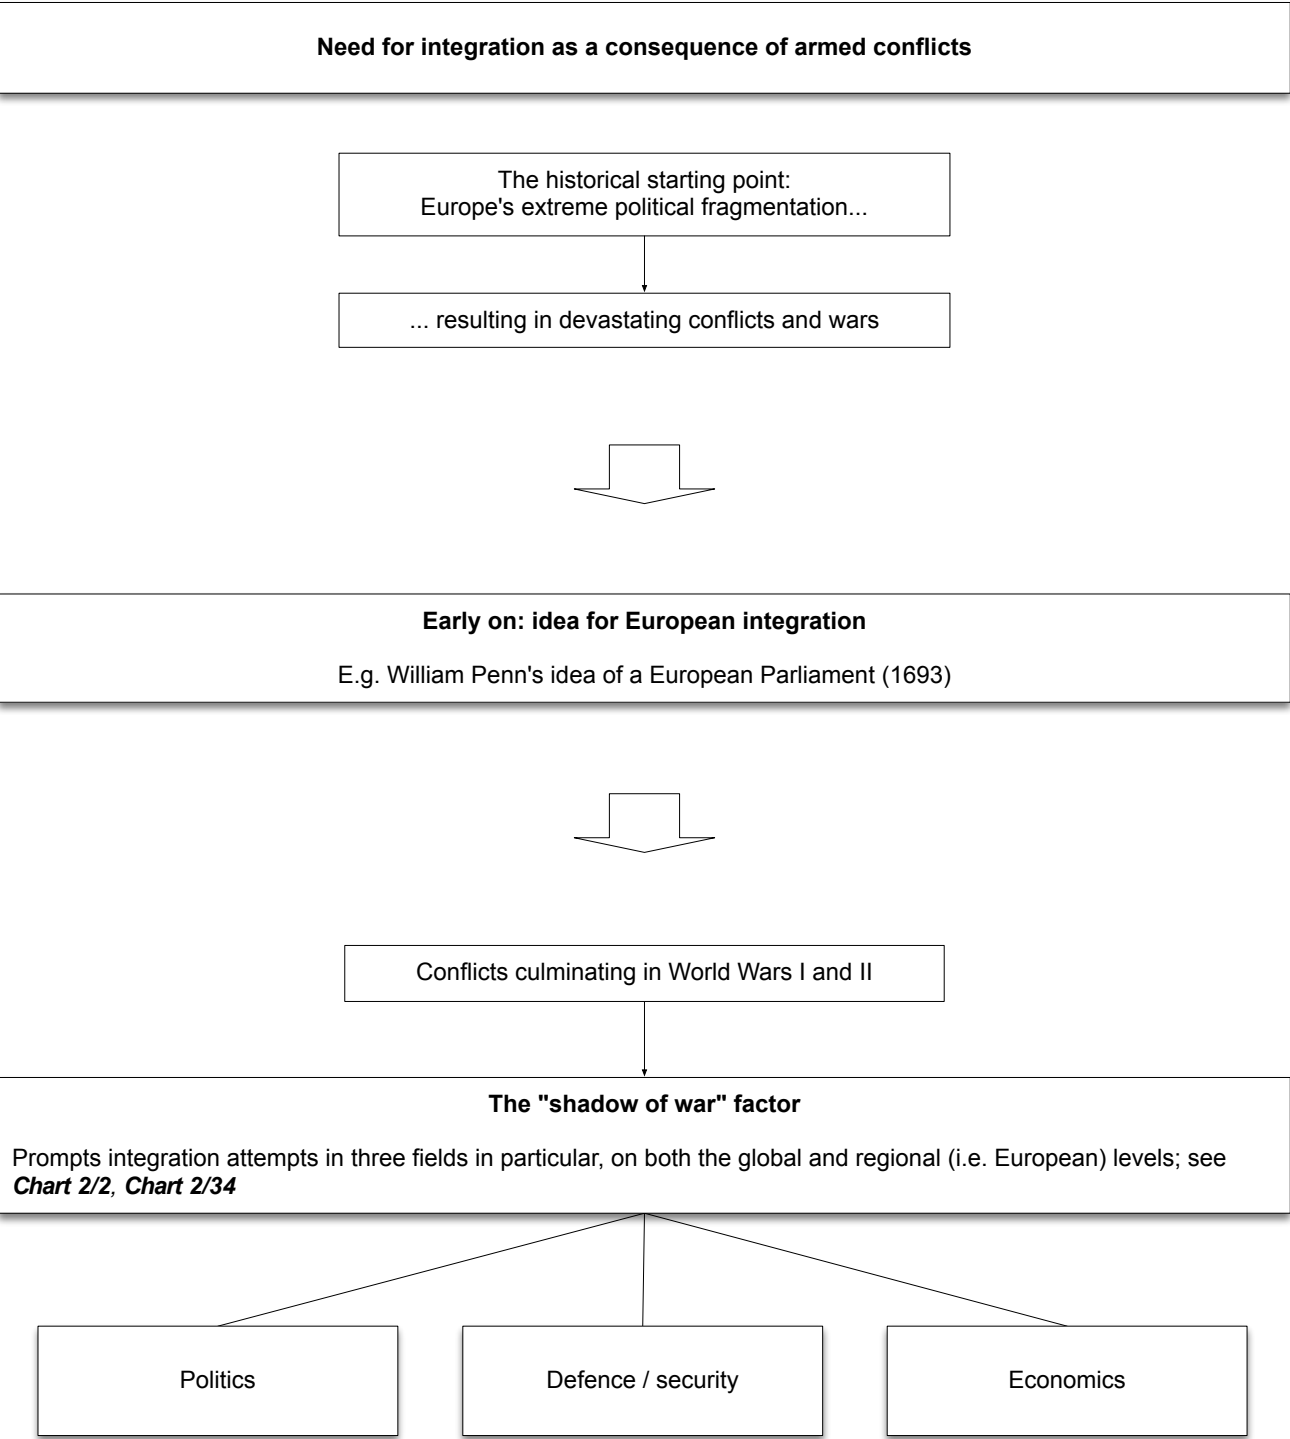 Need for integration as a consequence of armed conflicts
The historical starting point:
Europe's extreme political fragmentation...
... resulting in devastating conflicts and wars
Early on: idea for European integration
E.g. William Penn's idea of a European Parliament (1693)
Conflicts culminating in World Wars I and II
The "shadow of war" factor
Prompts integration attempts in three fields in particular, on both the global and regional (i.e. European) levels; see
Chart 2/2, Chart 2/34
Politics
Defence / security
Economics